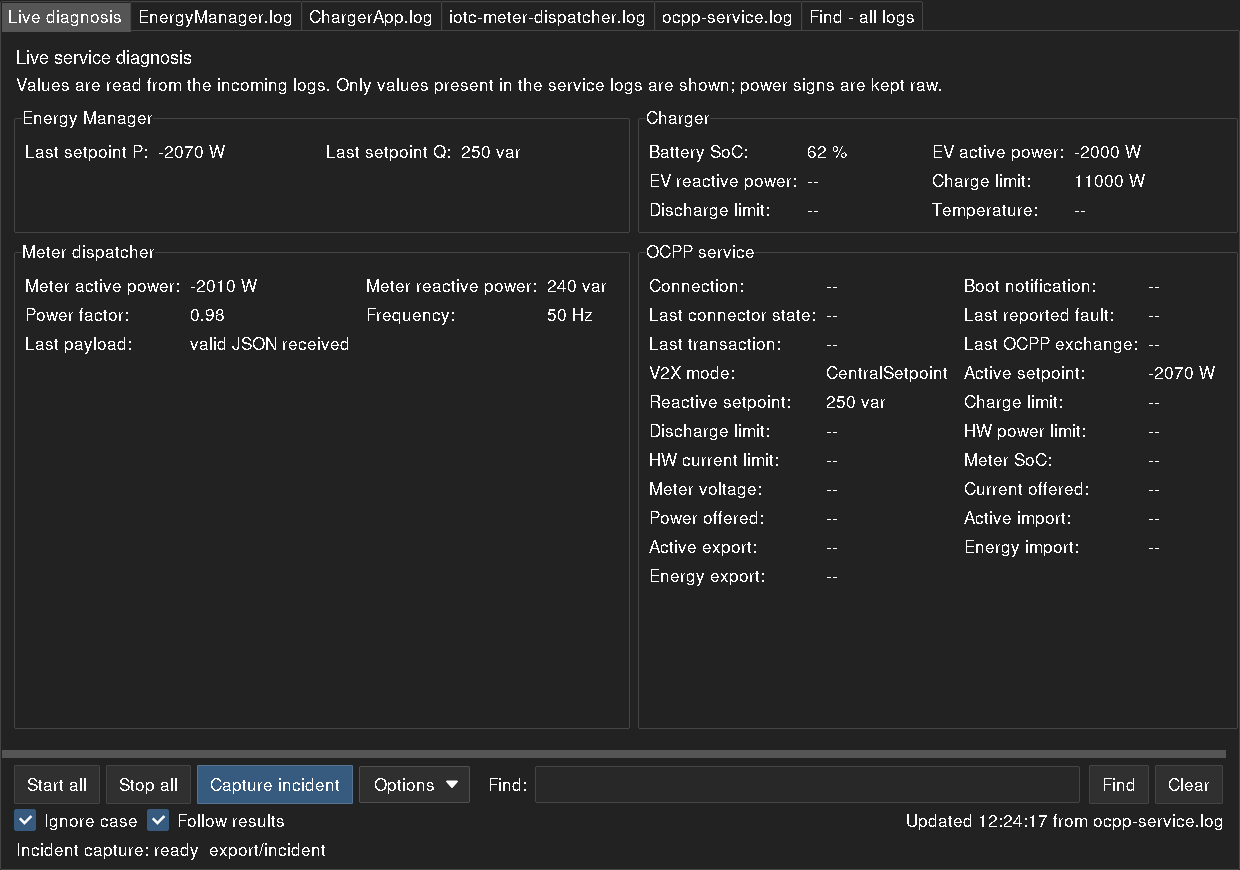 Live diagnosis EnergyManager.log ChargerApp.log iotc-meter-dispatcher.log ocpp-service.log Find - all logs
Live service diagnosis
Values are read from the incoming logs. Only values present in the service logs are shown; power signs are kept raw.
Energy Manager
Last setpoint P: -2070 W Last setpoint Q: 250 var
Charger
Battery SoC: 62 % EV active power: -2000 W
EV reactive power: -- Charge limit: 11000 W
Discharge limit: -- Temperature: --
Meter dispatcher
Meter active power: -2010 W Meter reactive power: 240 var
Power factor: 0.98 Frequency: 50 Hz
Last payload: valid JSON received
OCPP service
Connection: -- Boot notification: --
Last connector state: -- Last reported fault: --
Last transaction: -- Last OCPP exchange: --
V2X mode: CentralSetpoint Active setpoint: -2070 W
Reactive setpoint: 250 var Charge limit: --
Discharge limit: -- HW power limit: --
HW current limit: -- Meter SoC: --
Meter voltage: -- Current offered: --
Power offered: -- Active import: --
Active export: -- Energy import: --
Energy export: --
Start all Stop all Capture incident Options Find: Find Clear
Ignore case Follow results Updated 12:24:17 from ocpp-service.log
Incident capture: ready export/incident